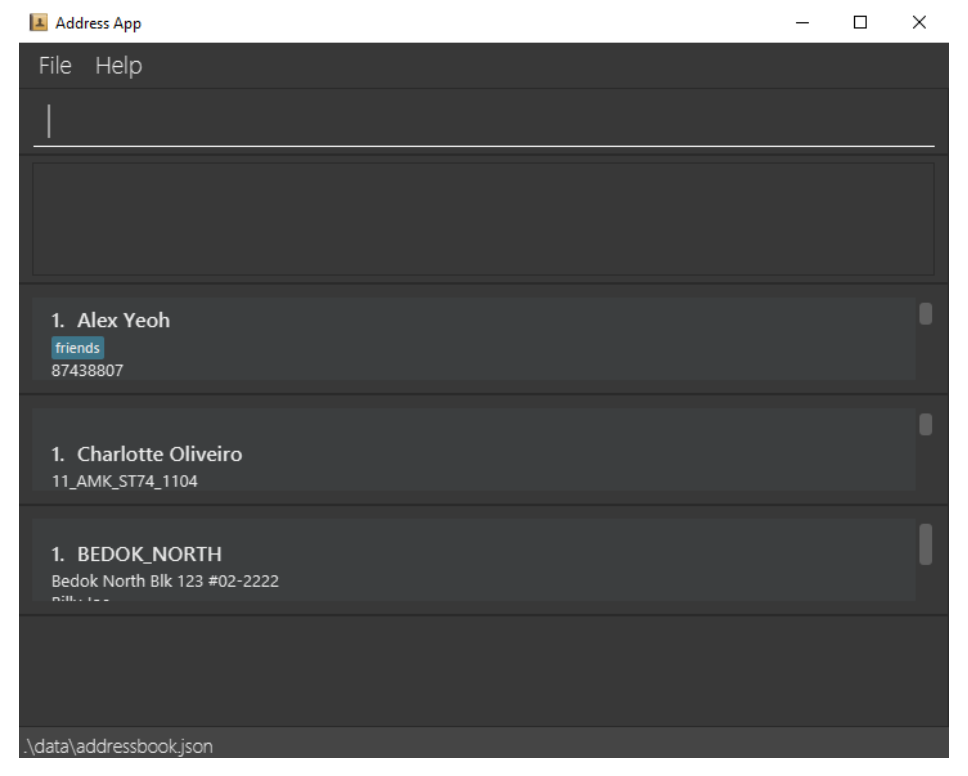 Address App
File Help
1. Alex Yeoh
friends
87438807
1. Charlotte Oliveiro
11_AMK_ST74_1104
1. BEDOK_NORTH
Bedok North Blk 123 #02-2222
.\data\addressbook.json